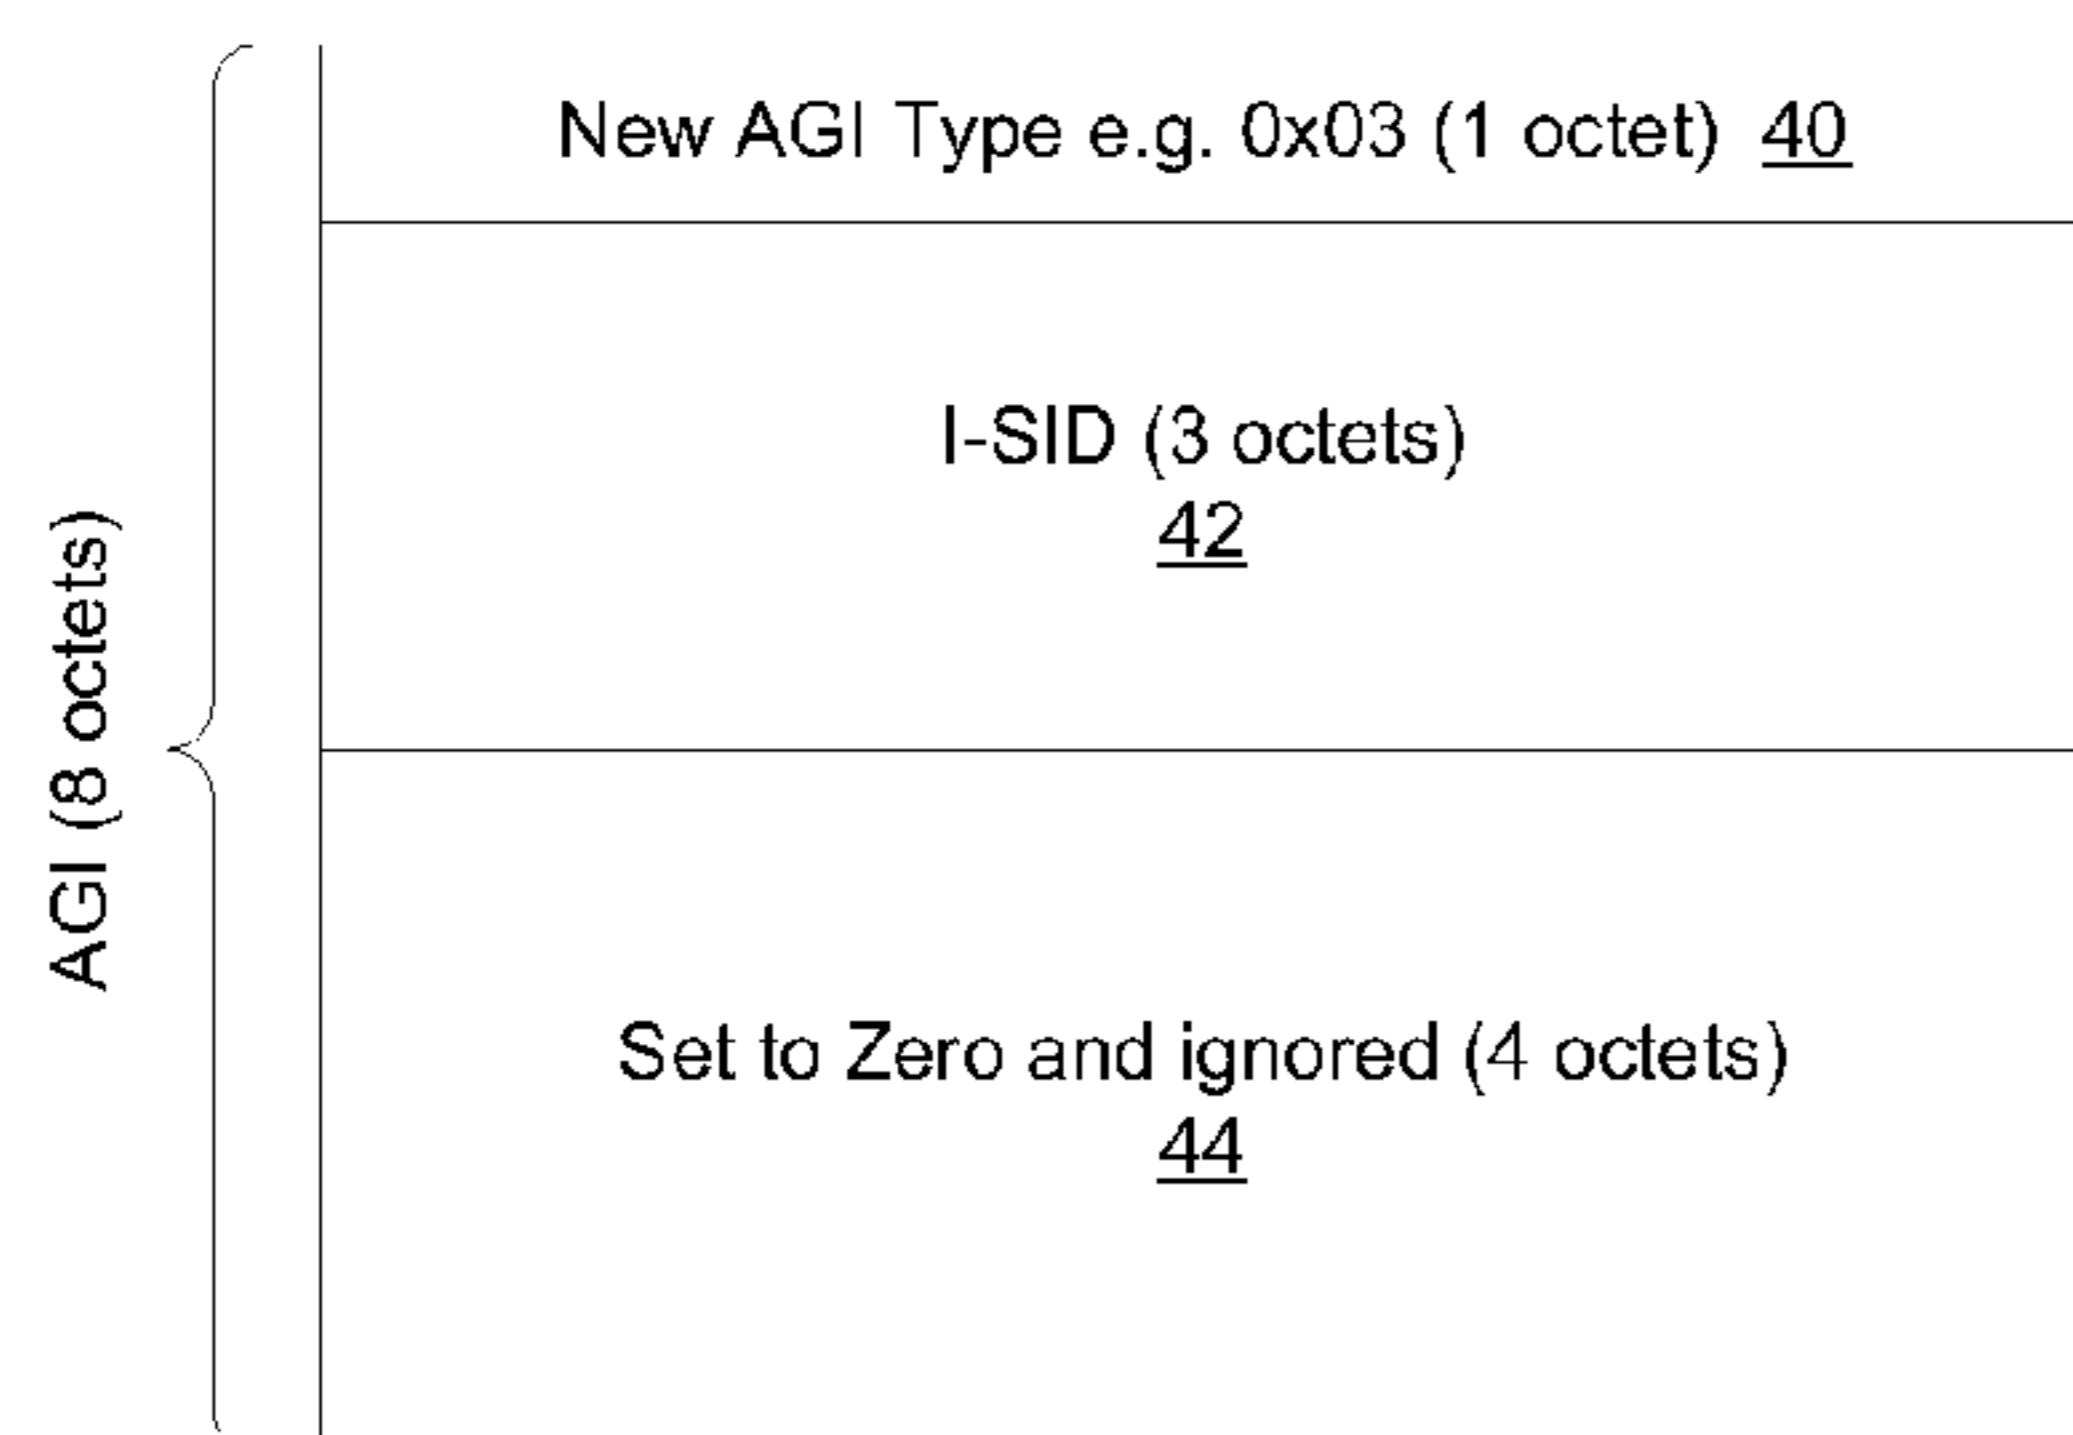 AGI (8 octets)
New AGI Type e.g. 0x03 (1 octet) 40
I-SID (3 octets)
42
Set to Zero and ignored (4 octets)
44